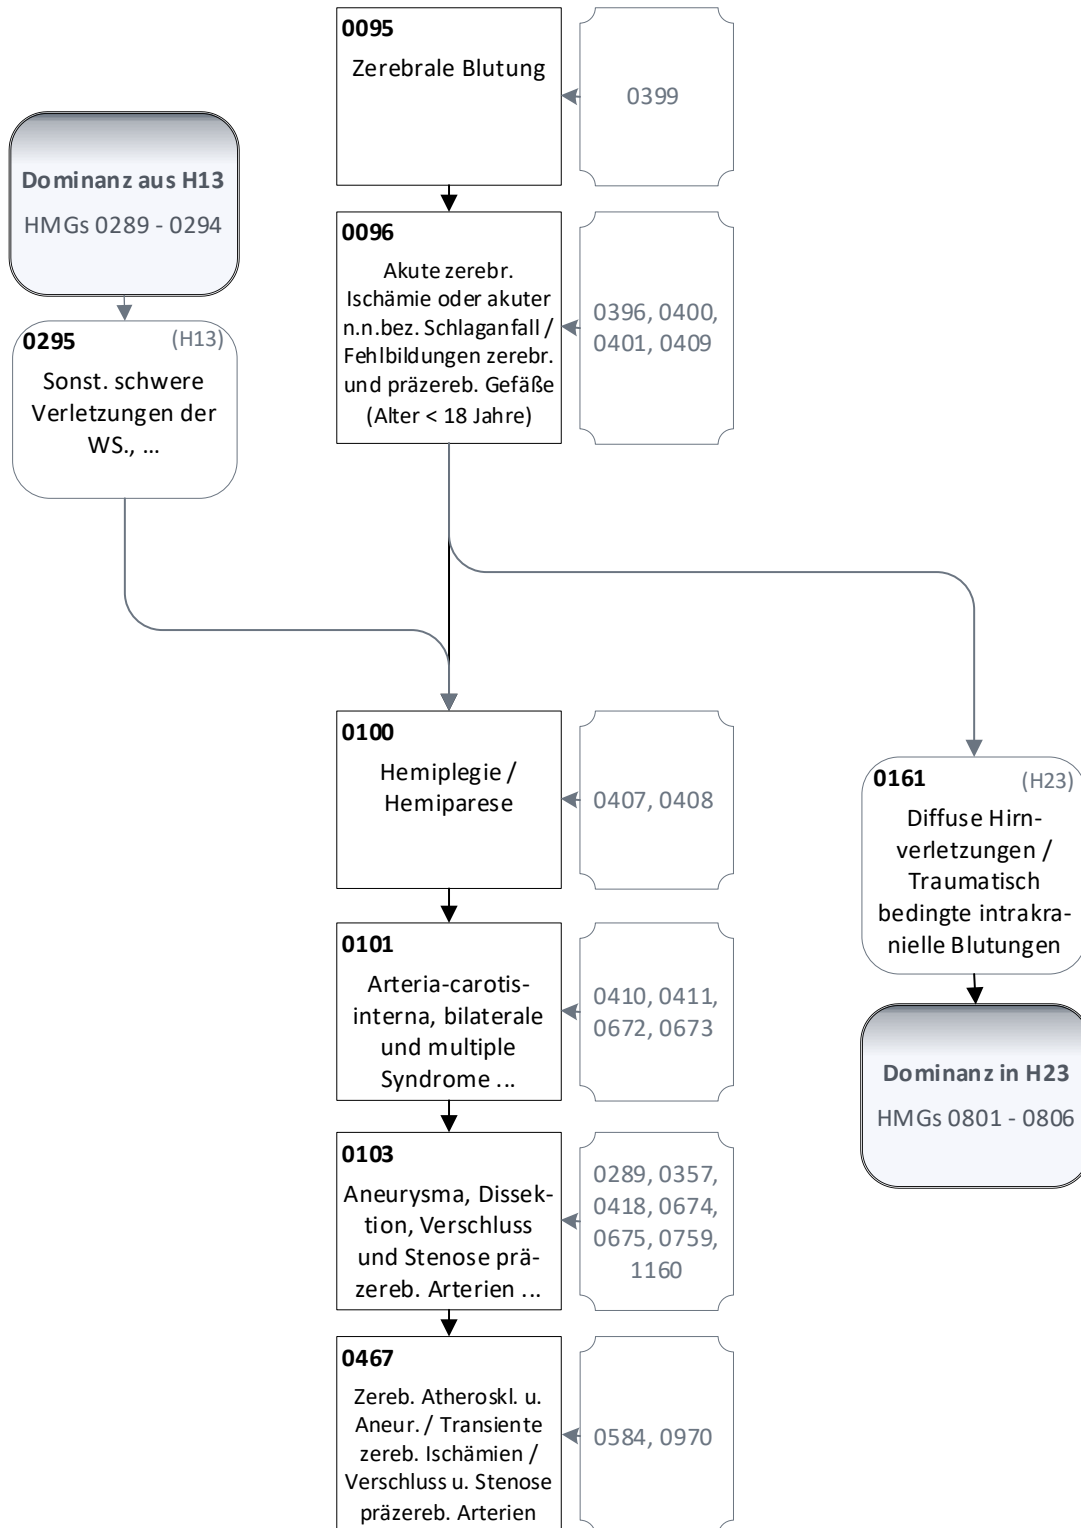 0095
Zerebrale Blutung
0399
Dominanz aus H13
HMGs 0289 - 0294
0096
Akute zerebr.
Ischämie oder akuter
n.n.bez. Schlaganfall /
Fehlbildungen zerebr.
und präzereb. Gefäße
(Alter < 18 Jahre)
0396, 0400,
0401, 0409
0295 (H13)
Sonst. schwere
Verletzungen der
WS., ...
0100
Hemiplegie /
Hemiparese
0407, 0408
0161 (H23)
Diffuse Hirn-
verletzungen /
Traumatisch
bedingte intrakra-
nielle Blutungen
0101
Arteria-carotis-
interna, bilaterale
und multiple
Syndrome ...
0410, 0411,
0672, 0673
Dominanz in H23
HMGs 0801 - 0806
0103
Aneurysma, Dissek-
tion, Verschluss
und Stenose prä-
zereb. Arterien ...
0289, 0357,
0418, 0674,
0675, 0759,
1160
0467
Zereb. Atheroskl. u.
Aneur. / Transiente
zereb. Ischämien /
Verschluss u. Stenose
präzereb. Arterien
0584, 0970